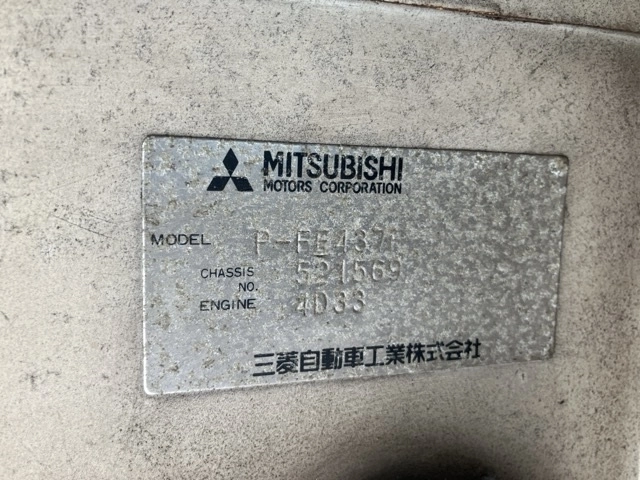 MITSUBISHI
MOTORS CORPORATION
MODEL P-FE437F
CHASSIS NO. 521569
ENGINE 4D33
三菱自動車工業株式会社